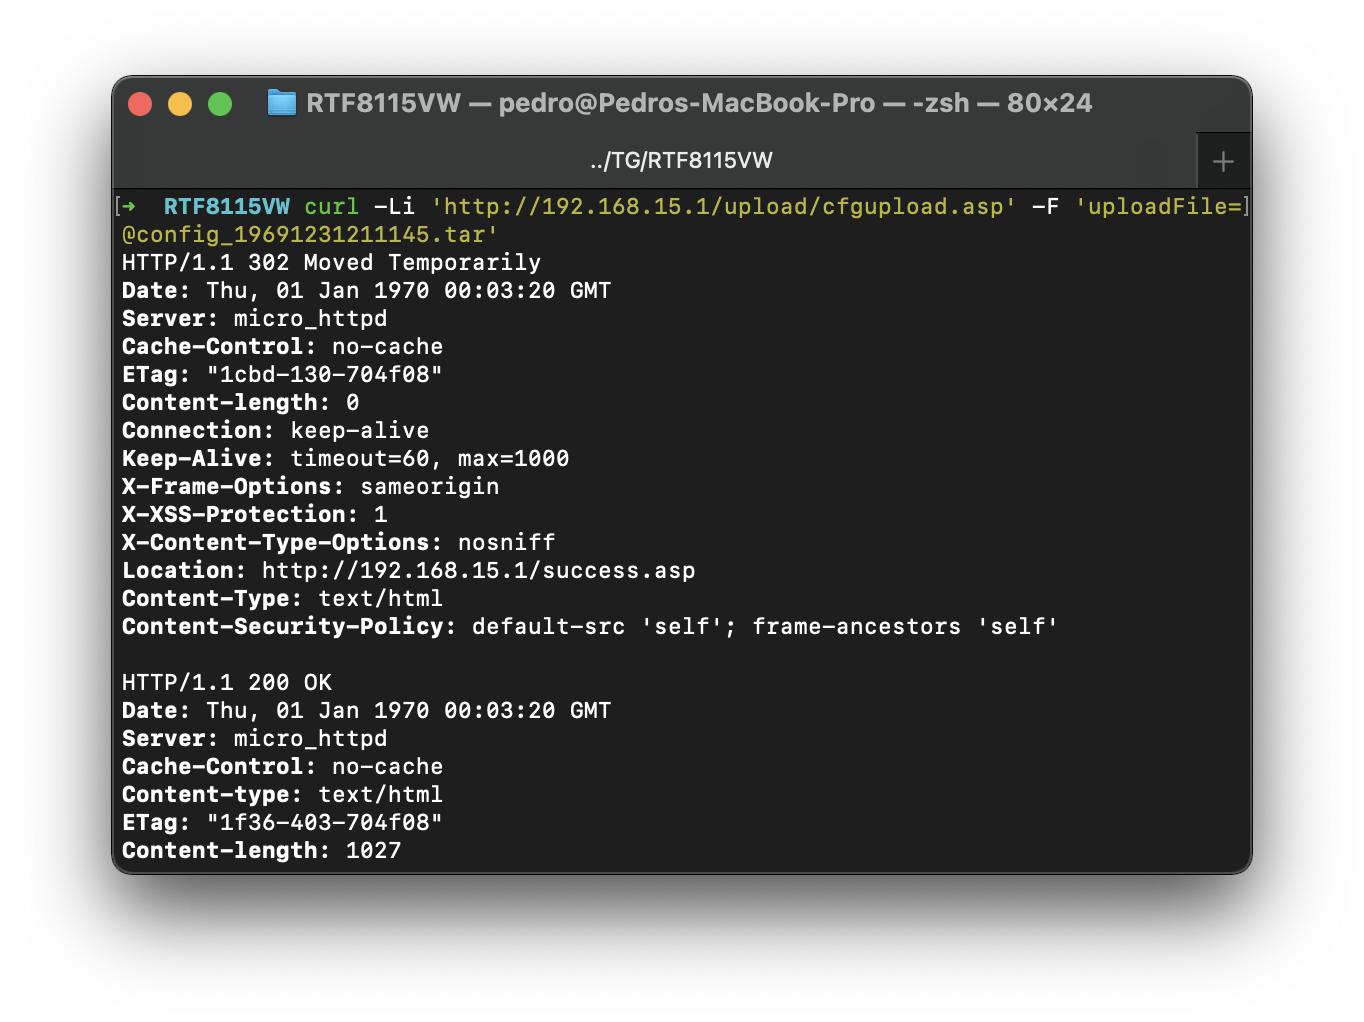 RTF8115VW — pedro@Pedros-MacBook-Pro — -zsh — 80×24
../TG/RTF8115VW
[➜  RTF8115VW curl -Li 'http://192.168.15.1/upload/cfgupload.asp' -F 'uploadFile=]
@config_19691231211145.tar'
HTTP/1.1 302 Moved Temporarily
Date: Thu, 01 Jan 1970 00:03:20 GMT
Server: micro_httpd
Cache-Control: no-cache
ETag: "1cbd-130-704f08"
Content-length: 0
Connection: keep-alive
Keep-Alive: timeout=60, max=1000
X-Frame-Options: sameorigin
X-XSS-Protection: 1
X-Content-Type-Options: nosniff
Location: http://192.168.15.1/success.asp
Content-Type: text/html
Content-Security-Policy: default-src 'self'; frame-ancestors 'self'
HTTP/1.1 200 OK
Date: Thu, 01 Jan 1970 00:03:20 GMT
Server: micro_httpd
Cache-Control: no-cache
Content-type: text/html
ETag: "1f36-403-704f08"
Content-length: 1027